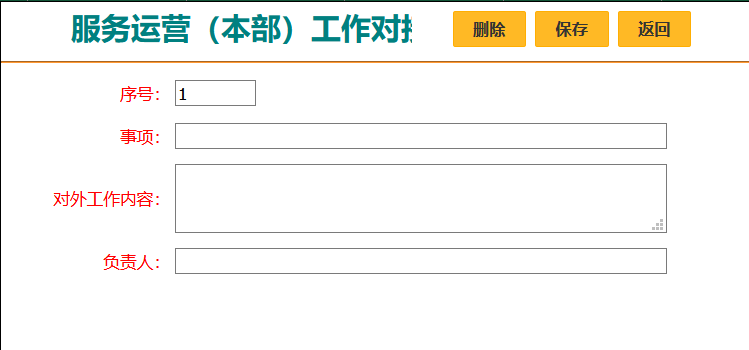 服务运营（本部）工作对
删除 保存 返回
序号： 1
事项：
对外工作内容：
负责人：